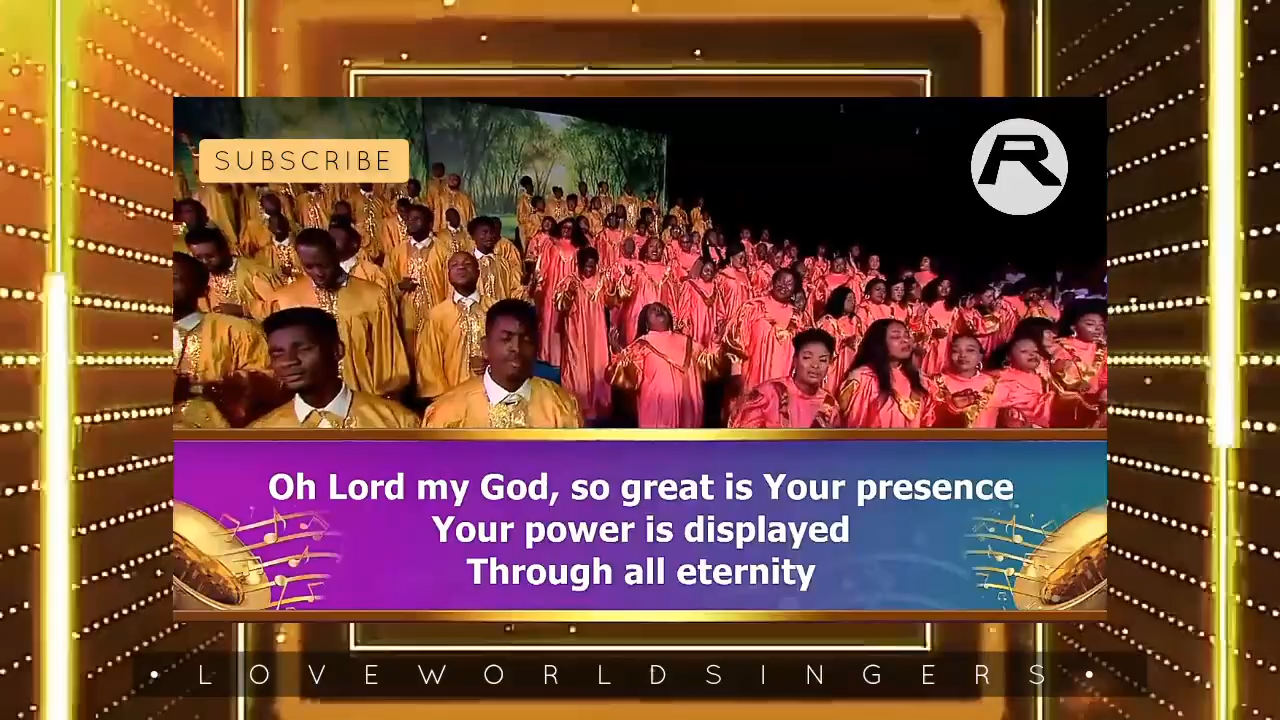 SUBSCRIBE
R
Oh Lord my God, so great is Your presence
Your power is displayed
Through all eternity
• LOVEWORLDSINGERS •